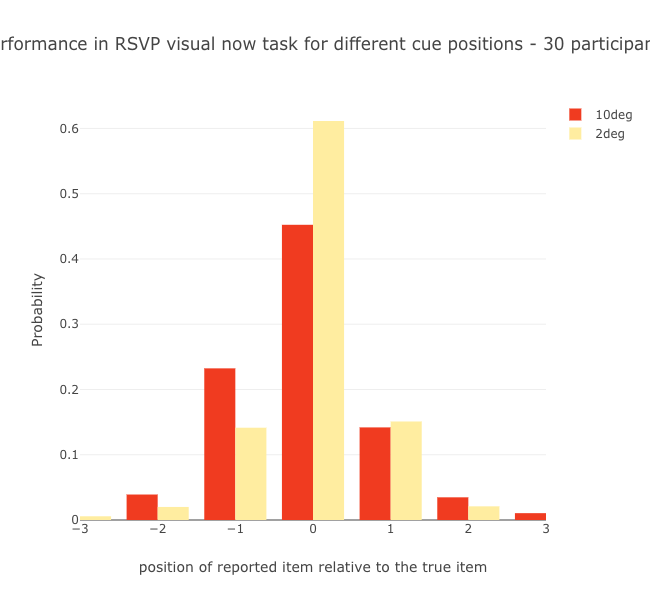 rformance in RSVP visual now task for different cue positions - 30 participar
10deg
2deg
0.6
0.5
0.4
0.3
0.2
0.1
0
Probability
−3 −2 −1 0 1 2 3
position of reported item relative to the true item